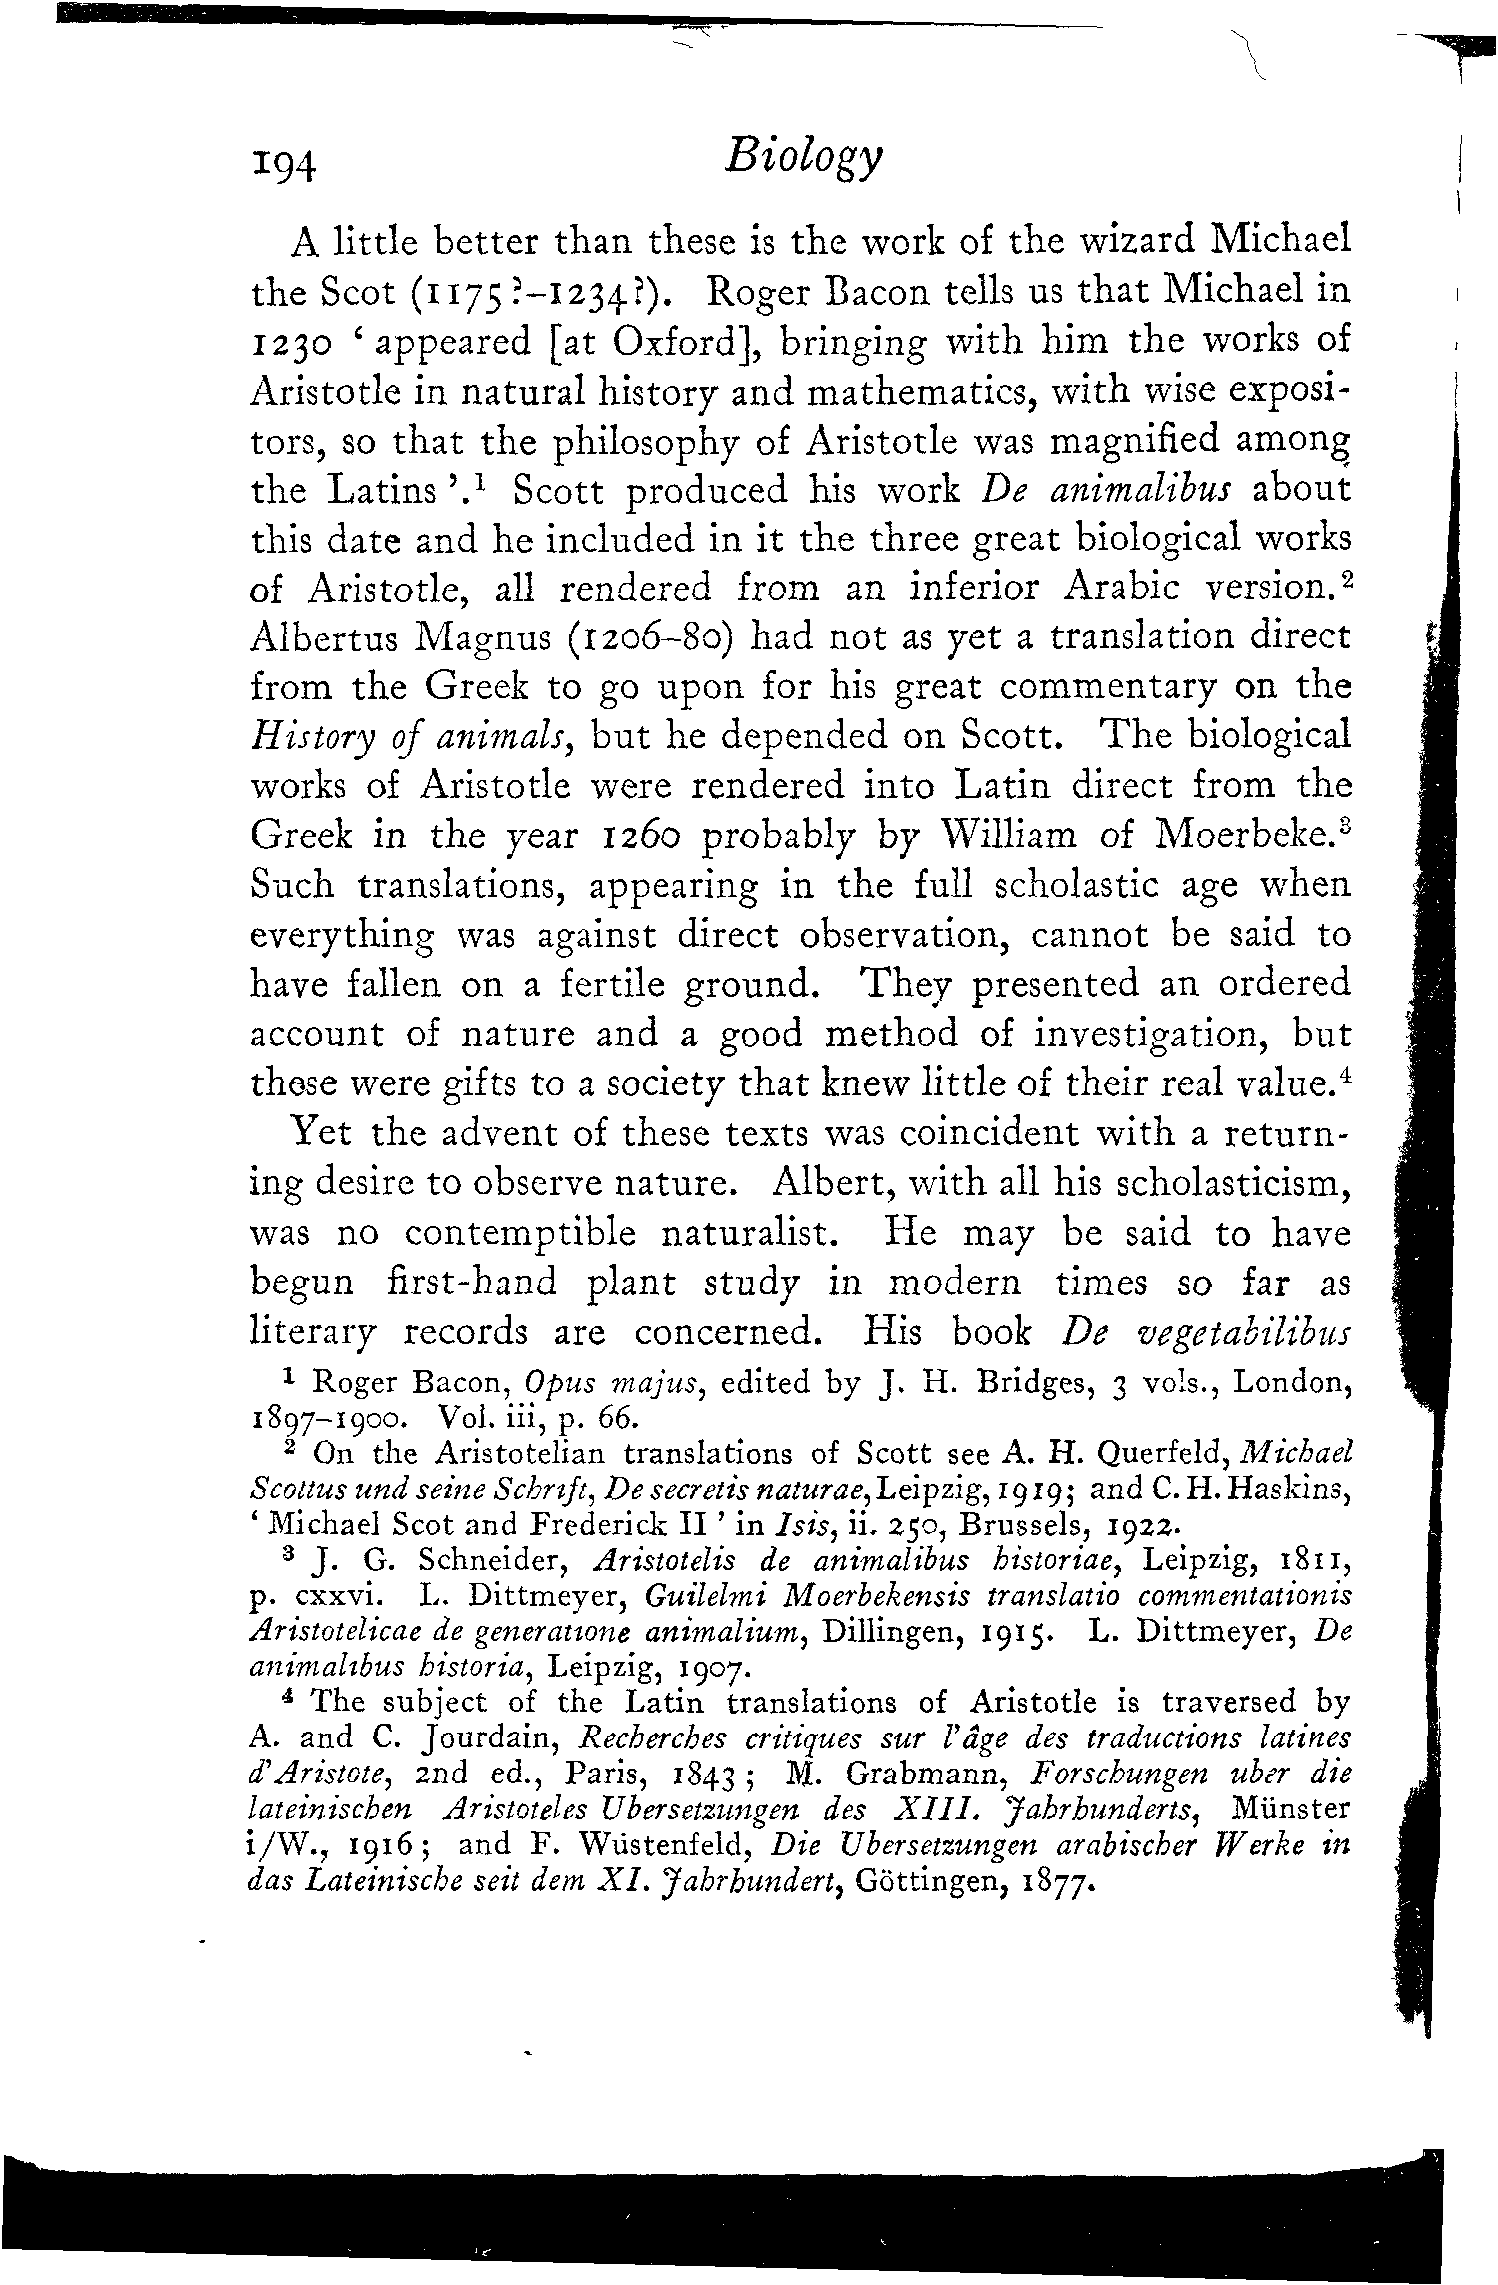 194 Biology
A little better than these is the work of the wizard Michael
the Scot (1175?–1234?). Roger Bacon tells us that Michael in
1230 ‘ appeared [at Oxford], bringing with him the works of
Aristotle in natural history and mathematics, with wise exposi-
tors, so that the philosophy of Aristotle was magnified among
the Latins ’.¹ Scott produced his work De animalibus about
this date and he included in it the three great biological works
of Aristotle, all rendered from an inferior Arabic version.²
Albertus Magnus (1206–80) had not as yet a translation direct
from the Greek to go upon for his great commentary on the
History of animals, but he depended on Scott. The biological
works of Aristotle were rendered into Latin direct from the
Greek in the year 1260 probably by William of Moerbeke.³
Such translations, appearing in the full scholastic age when
everything was against direct observation, cannot be said to
have fallen on a fertile ground. They presented an ordered
account of nature and a good method of investigation, but
those were gifts to a society that knew little of their real value.⁴
Yet the advent of these texts was coincident with a return-
ing desire to observe nature. Albert, with all his scholasticism,
was no contemptible naturalist. He may be said to have
begun first-hand plant study in modern times so far as
literary records are concerned. His book De vegetabilibus
¹ Roger Bacon, Opus majus, edited by J. H. Bridges, 3 vols., London,
1897–1900. Vol. iii, p. 66.
² On the Aristotelian translations of Scott see A. H. Querfeld, Michael
Scottus und seine Schrift, De secretis naturae, Leipzig, 1919; and C. H. Haskins,
‘ Michael Scot and Frederick II ’ in Isis, ii. 250, Brussels, 1922.
³ J. G. Schneider, Aristotelis de animalibus historiae, Leipzig, 1811,
p. cxxvi. L. Dittmeyer, Guilelmi Moerbekensis translatio commentationis
Aristotelicae de generatione animalium, Dillingen, 1915. L. Dittmeyer, De
animalibus historia, Leipzig, 1907.
⁴ The subject of the Latin translations of Aristotle is traversed by
A. and C. Jourdain, Recherches critiques sur l’âge des traductions latines
d’Aristote, 2nd ed., Paris, 1843 ; M. Grabmann, Forschungen uber die
lateinischen Aristoteles Ubersetzungen des XIII. Jahrhunderts, Münster
i/W., 1916 ; and F. Wüstenfeld, Die Ubersetzungen arabischer Werke in
das Lateinische seit dem XI. Jahrhundert, Göttingen, 1877.